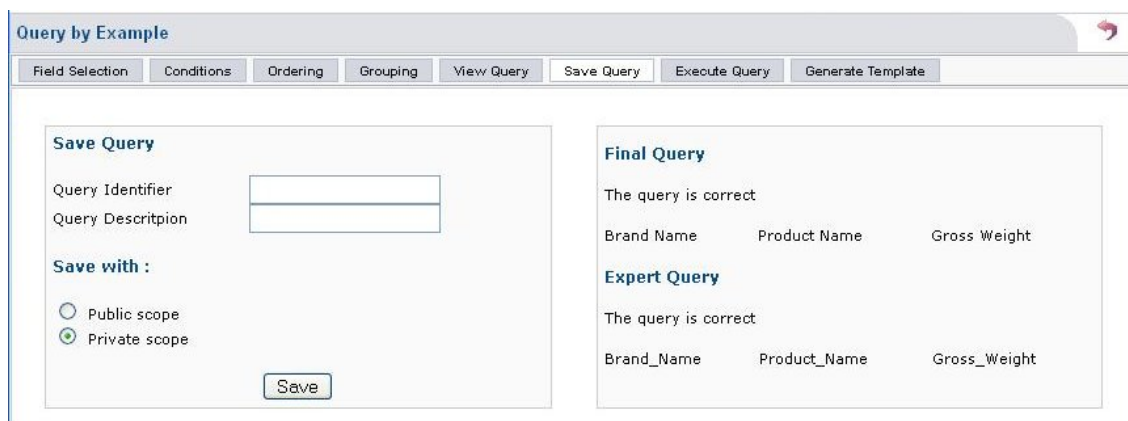 Query by Example
Field Selection Conditions Ordering Grouping View Query Save Query Execute Query Generate Template
Save Query
Query Identifier
Query Descritpion
Save with :
Public scope
Private scope
Save
Final Query
The query is correct
Brand Name Product Name Gross Weight
Expert Query
The query is correct
Brand_Name Product_Name Gross_Weight